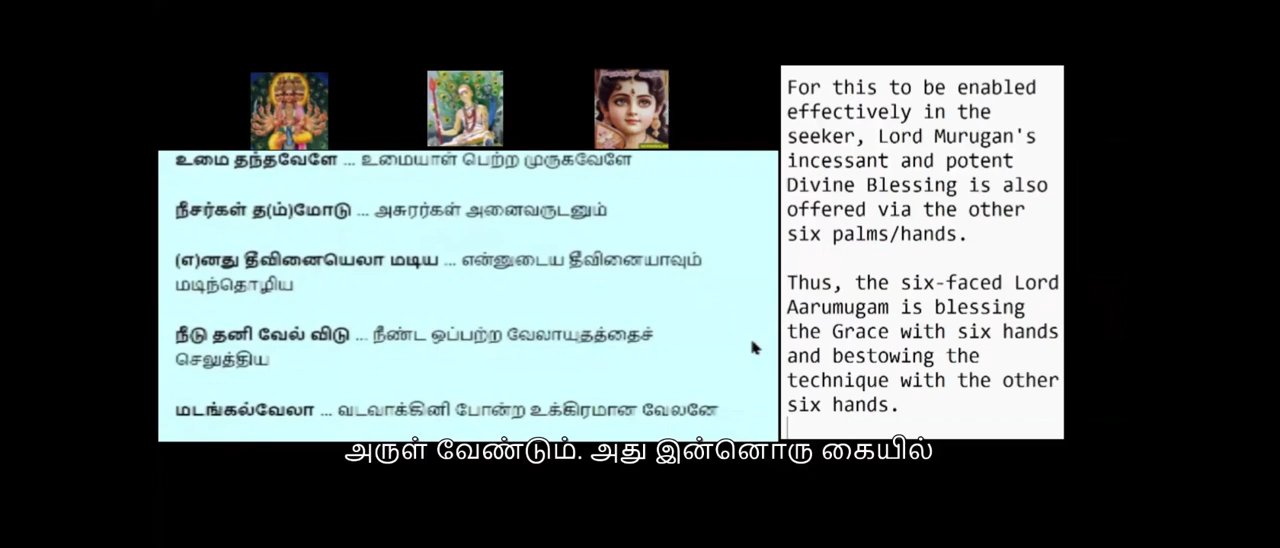 உமை தந்தவேளே ... உமையாள் பெற்ற முருகவேளே
நீசர்கள் த(ம்)மோடு ... அசுரர்கள் அனைவருடனும்
(எ)னது தீவினையெலா மடிய ... என்னுடைய தீவினையாவும்
மடிந்தொழிய
நீடு தனி வேல் விடு ... நீண்ட ஒப்பற்ற வேலாயுதத்தைச்
செலுத்திய
மடங்கல்வேலா ... வடவாக்கினி போன்ற உக்கிரமான வேலனே
For this to be enabled
effectively in the
seeker, Lord Murugan's
incessant and potent
Divine Blessing is also
offered via the other
six palms/hands.
Thus, the six-faced Lord
Aarumugam is blessing
the Grace with six hands
and bestowing the
technique with the other
six hands.
அருள் வேண்டும். அது இன்னொரு கையில்